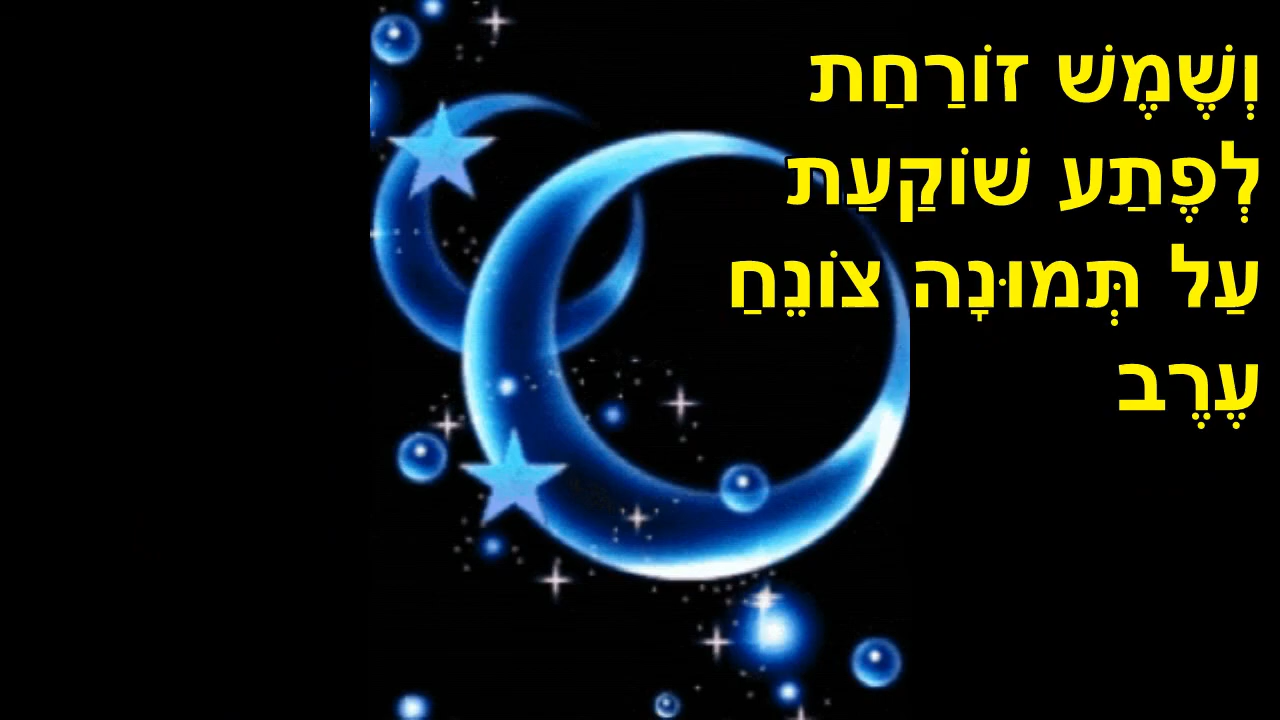 וְשֶׁמֶשׁ זוֹרַחַת
לְפֶתַע שׁוֹקַעַת
עַל תְּמוּנָה צוֹנֵחַ
עֶרֶב